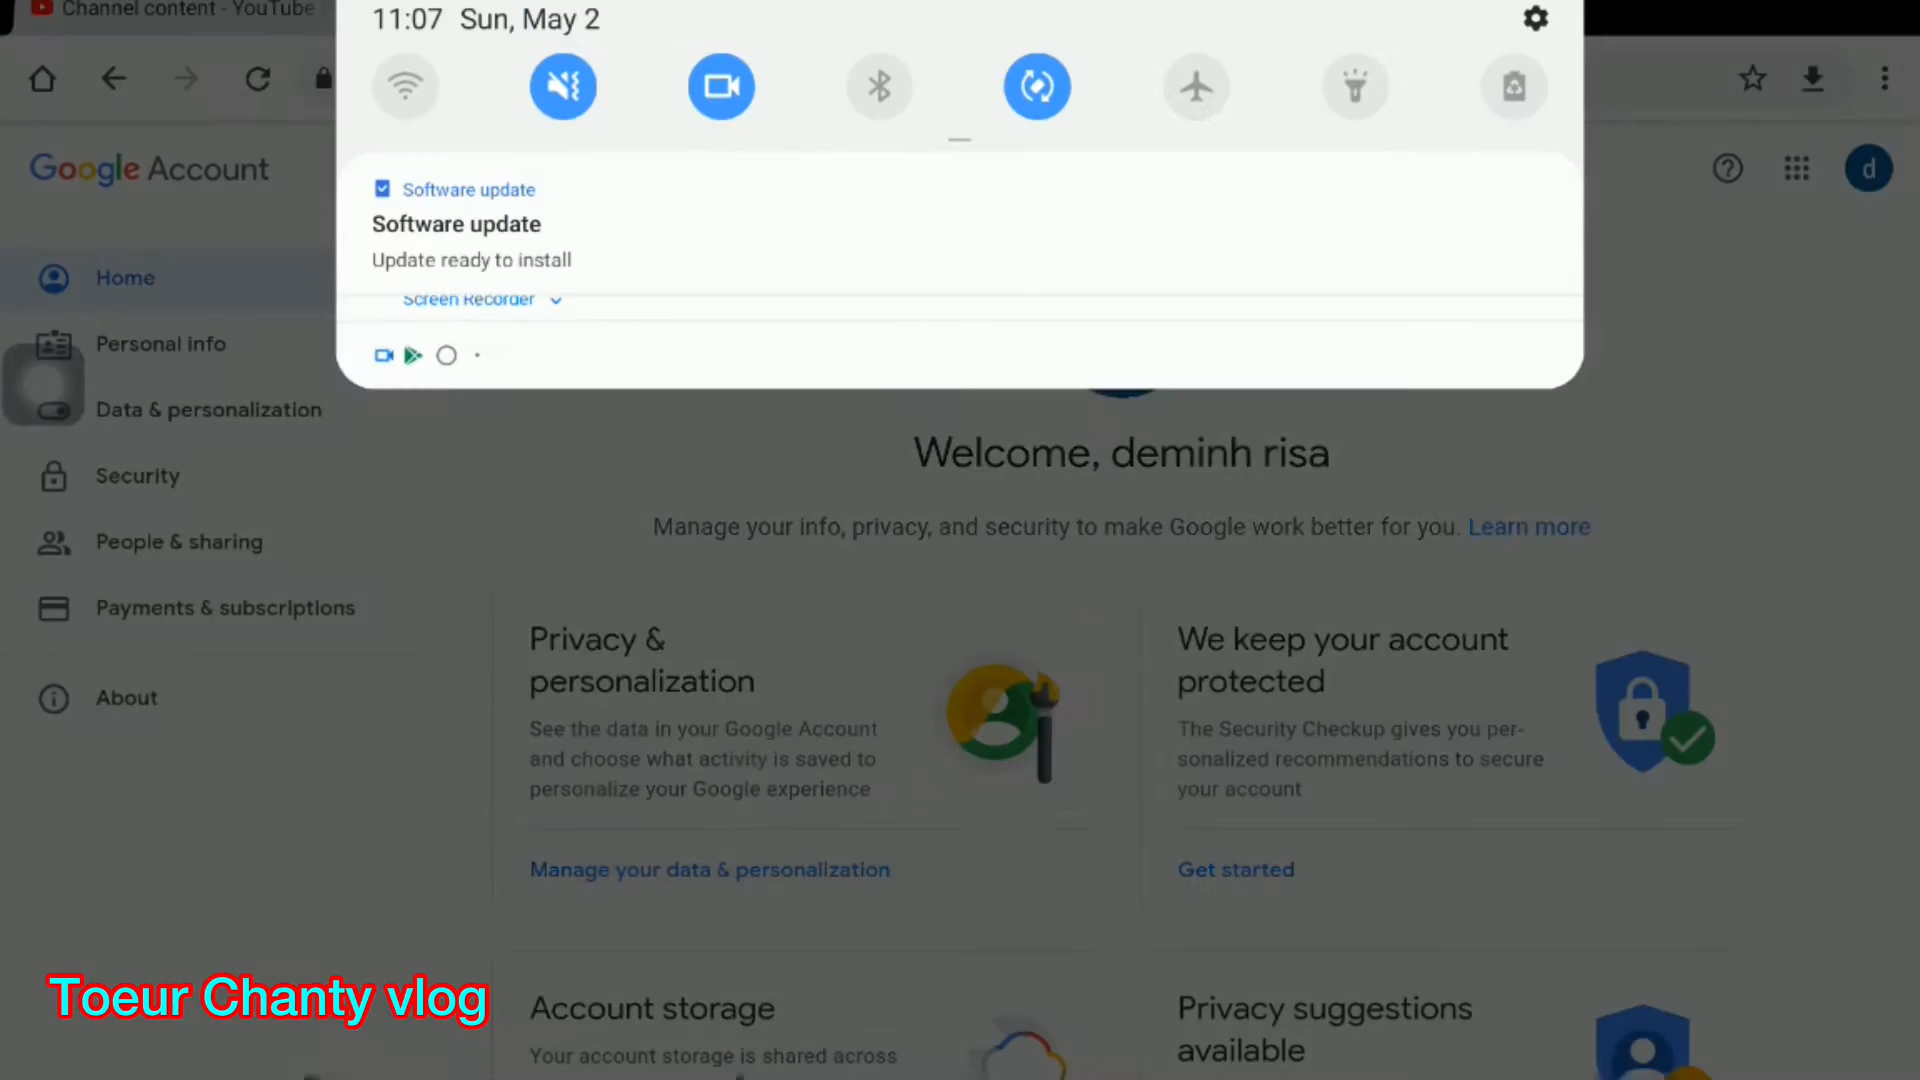 Channel content - YouTube S
11:07 Sun, May 2
Google Account
d
Software update
Software update
Update ready to install
Screen Recorder
Home
Personal info
Data & personalization
Security
People & sharing
Payments & subscriptions
About
Welcome, deminh risa
Manage your info, privacy, and security to make Google work better for you. Learn more
Privacy &
personalization
See the data in your Google Account
and choose what activity is saved to
personalize your Google experience
Manage your data & personalization
We keep your account
protected
The Security Checkup gives you per-
sonalized recommendations to secure
your account
Get started
Account storage
Your account storage is shared across
Privacy suggestions
available
Toeur Chanty vlog